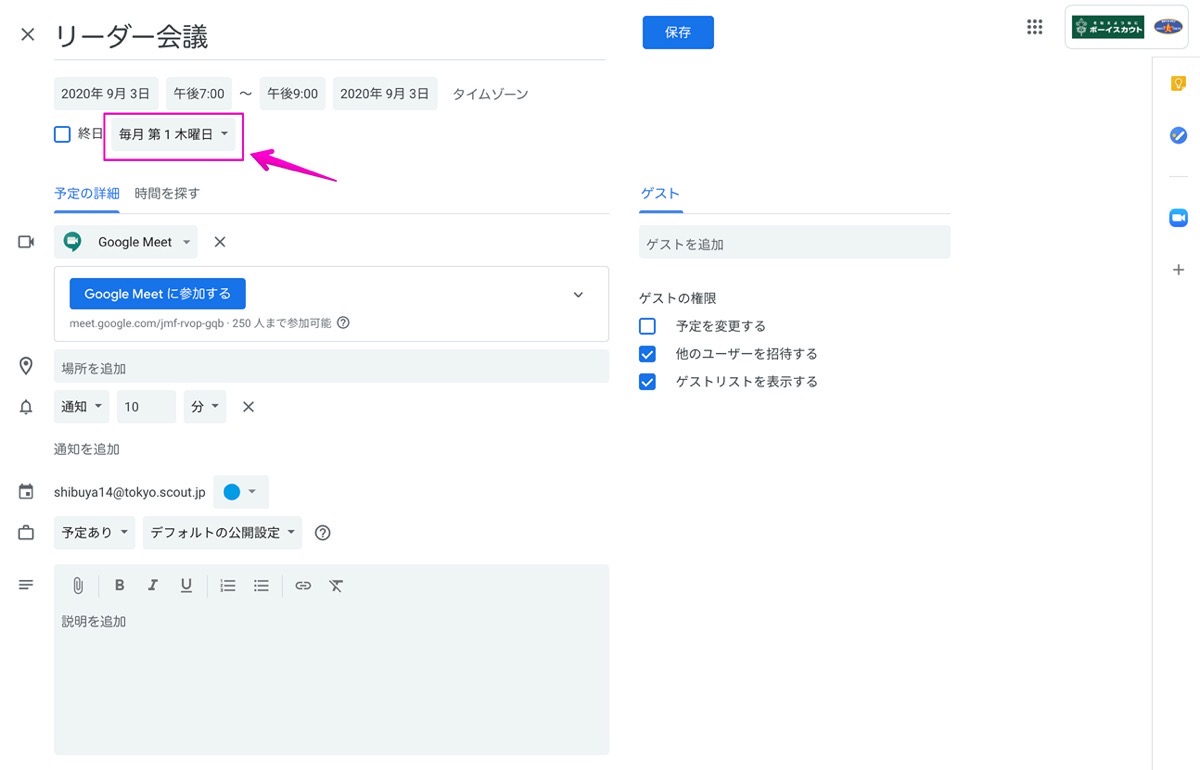 リーダー会議
保存
そなえよつねに
ボーイスカウト
2020年 9月 3日 午後7:00 ～ 午後9:00 2020年 9月 3日 タイムゾーン
終日 毎月 第 1 木曜日
予定の詳細 時間を探す
ゲスト
Google Meet
ゲストを追加
Google Meet に参加する
meet.google.com/jmf-rvop-gqb · 250 人まで参加可能
ゲストの権限
予定を変更する
他のユーザーを招待する
ゲストリストを表示する
場所を追加
通知 10 分
通知を追加
shibuya14@tokyo.scout.jp
予定あり デフォルトの公開設定
B I U
説明を追加